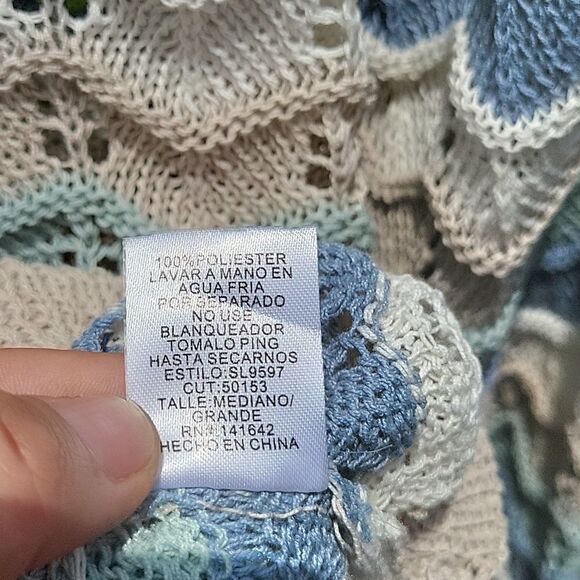 100%POLIESTER
LAVAR A MANO EN
AGUA FRIA
POR SEPARADO
NO USE
BLANQUEADOR
TOMALO PING
HASTA SECARNOS
ESTILO:SL9597
CUT:50153
TALLE:MEDIANO/
GRANDE
RN# 141642
HECHO EN CHINA